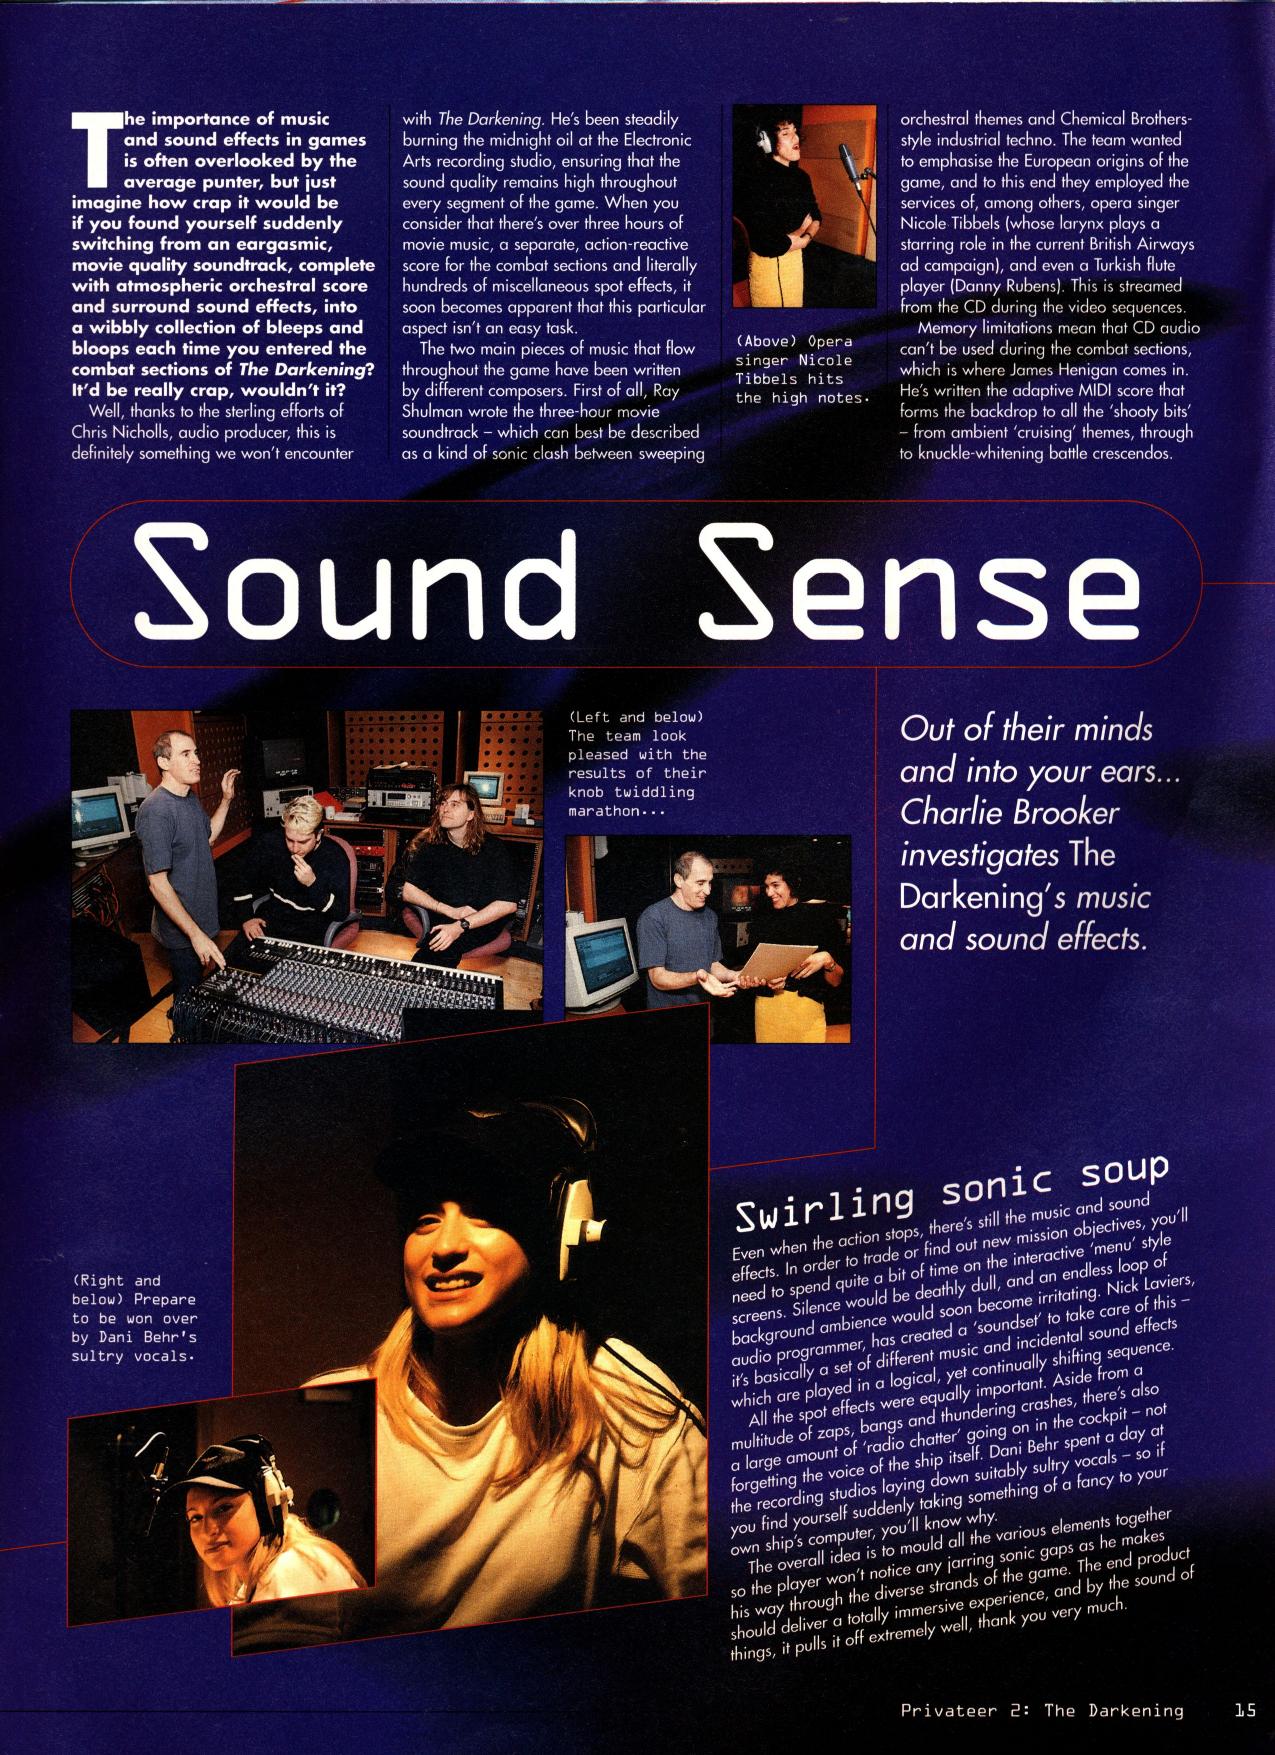 The importance of music
and sound effects in games
is often overlooked by the
average punter, but just
imagine how crap it would be
if you found yourself suddenly
switching from an eargasmic,
movie quality soundtrack, complete
with atmospheric orchestral score
and surround sound effects, into
a wibbly collection of bleeps and
bloops each time you entered the
combat sections of The Darkening?
It'd be really crap, wouldn't it?
Well, thanks to the sterling efforts of
Chris Nicholls, audio producer, this is
definitely something we won't encounter
with The Darkening. He's been steadily
burning the midnight oil at the Electronic
Arts recording studio, ensuring that the
sound quality remains high throughout
every segment of the game. When you
consider that there's over three hours of
movie music, a separate, action-reactive
score for the combat sections and literally
hundreds of miscellaneous spot effects, it
soon becomes apparent that this particular
aspect isn't an easy task.
The two main pieces of music that flow
throughout the game have been written
by different composers. First of all, Ray
Shulman wrote the three-hour movie
soundtrack – which can best be described
as a kind of sonic clash between sweeping
(Above) Opera
singer Nicole
Tibbels hits
the high notes.
orchestral themes and Chemical Brothers-
style industrial techno. The team wanted
to emphasise the European origins of the
game, and to this end they employed the
services of, among others, opera singer
Nicole Tibbels (whose larynx plays a
starring role in the current British Airways
ad campaign), and even a Turkish flute
player (Danny Rubens). This is streamed
from the CD during the video sequences.
Memory limitations mean that CD audio
can't be used during the combat sections,
which is where James Henigan comes in.
He's written the adaptive MIDI score that
forms the backdrop to all the 'shooty bits'
– from ambient 'cruising' themes, through
to knuckle-whitening battle crescendos.
Sound Sense
(Left and below)
The team look
pleased with the
results of their
knob twiddling
marathon...
Out of their minds
and into your ears...
Charlie Brooker
investigates The
Darkening's music
and sound effects.
(Right and
below) Prepare
to be won over
by Dani Behr's
sultry vocals.
Swirling sonic soup
Even when the action stops, there's still the music and sound
effects. In order to trade or find out new mission objectives, you'll
need to spend quite a bit of time on the interactive 'menu' style
screens. Silence would be deathly dull, and an endless loop of
background ambience would soon become irritating. Nick Laviers,
audio programmer, has created a 'soundset' to take care of this –
it's basically a set of different music and incidental sound effects
which are played in a logical, yet continually shifting sequence.
All the spot effects were equally important. Aside from a
multitude of zaps, bangs and thundering crashes, there's also
a large amount of 'radio chatter' going on in the cockpit – not
forgetting the voice of the ship itself. Dani Behr spent a day at
the recording studios laying down suitably sultry vocals – so if
you find yourself suddenly taking something of a fancy to your
own ship's computer, you'll know why.
The overall idea is to mould all the various elements together
so the player won't notice any jarring sonic gaps as he makes
his way through the diverse strands of the game. The end product
should deliver a totally immersive experience, and by the sound of
things, it pulls it off extremely well, thank you very much.
Privateer 2: The Darkening 15